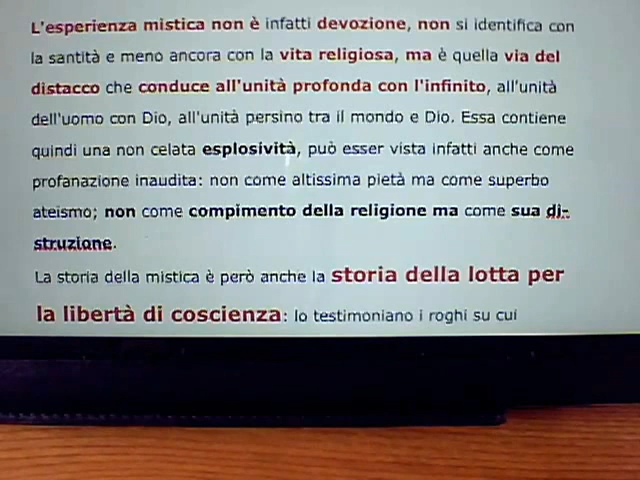 L'esperienza mistica non è infatti devozione, non si identifica con
la santità e meno ancora con la vita religiosa, ma è quella via del
distacco che conduce all'unità profonda con l'infinito, all'unità
dell'uomo con Dio, all'unità persino tra il mondo e Dio. Essa contiene
quindi una non celata esplosività, può esser vista infatti anche come
profanazione inaudita: non come altissima pietà ma come superbo
ateismo; non come compimento della religione ma come sua di-
struzione.
La storia della mistica è però anche la storia della lotta per
la libertà di coscienza: lo testimoniano i roghi su cui